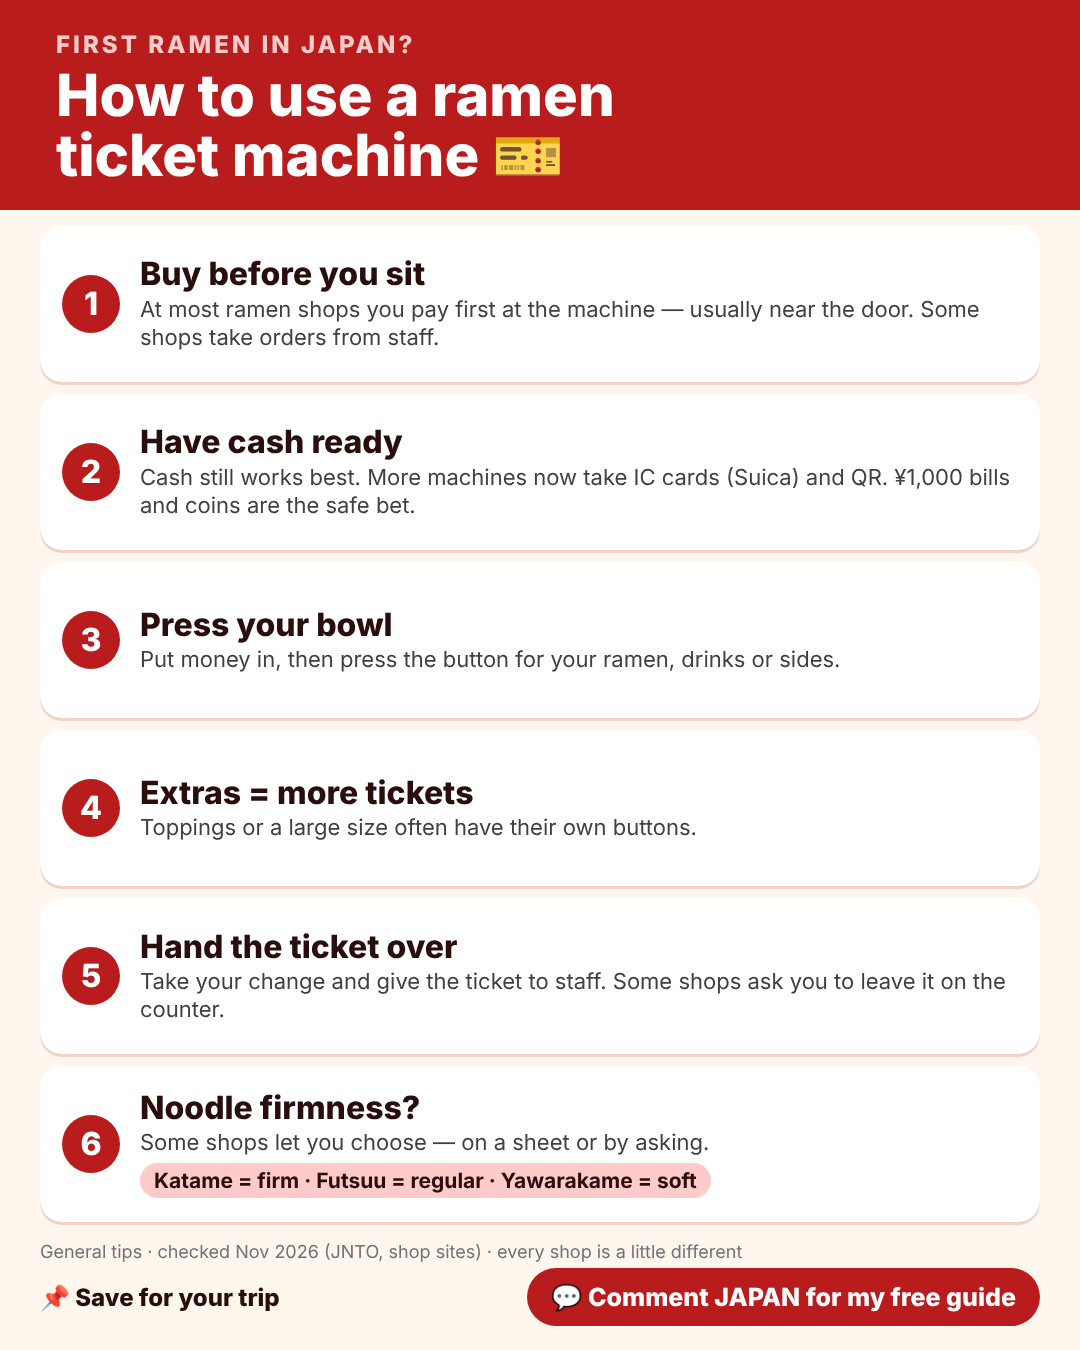 FIRST RAMEN IN JAPAN?
How to use a ramen
ticket machine 🎫
1
Buy before you sit
At most ramen shops you pay first at the machine — usually near the door. Some
shops take orders from staff.
2
Have cash ready
Cash still works best. More machines now take IC cards (Suica) and QR. ¥1,000 bills
and coins are the safe bet.
3
Press your bowl
Put money in, then press the button for your ramen, drinks or sides.
4
Extras = more tickets
Toppings or a large size often have their own buttons.
5
Hand the ticket over
Take your change and give the ticket to staff. Some shops ask you to leave it on the
counter.
6
Noodle firmness?
Some shops let you choose — on a sheet or by asking.
Katame = firm · Futsuu = regular · Yawarakame = soft
General tips · checked Nov 2026 (JNTO, shop sites) · every shop is a little different
📌 Save for your trip
💬 Comment JAPAN for my free guide